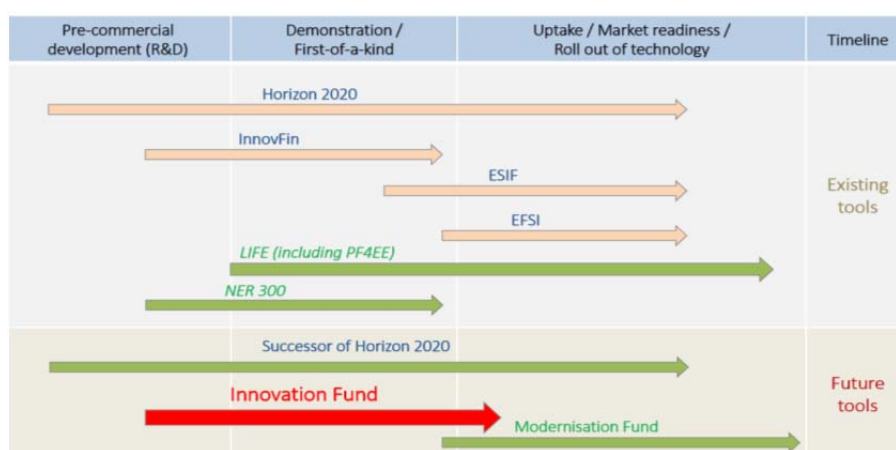 Pre-commercial
development (R&D)
Demonstration /
First-of-a-kind
Uptake / Market readiness /
Roll out of technology
Timeline
Horizon 2020
InnovFin
ESIF
EFSI
LIFE (including PF4EE)
NER 300
Existing
tools
Successor of Horizon 2020
Innovation Fund
Modernisation Fund
Future
tools